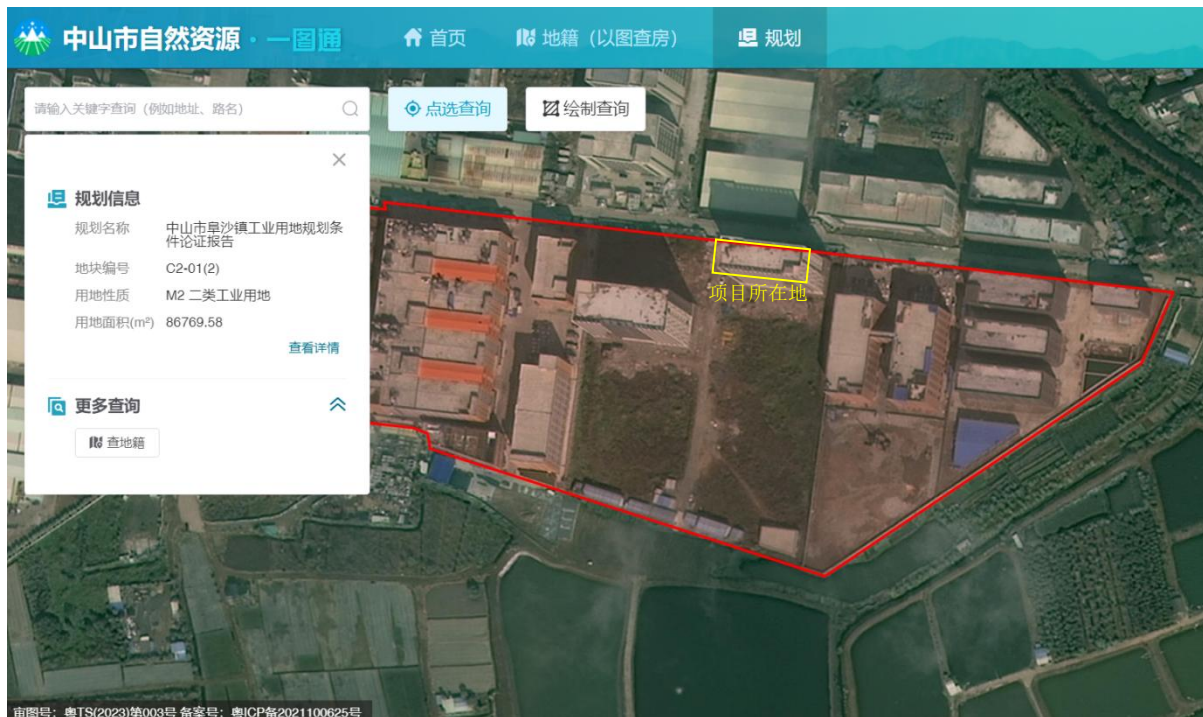 中山市自然资源·一图通
首页
地籍（以图查房）
规划
请输入关键字查询（例如地址、路名）
点选查询
绘制查询
规划信息
规划名称
中山市阜沙镇工业用地规划条
件论证报告
地块编号
C2-01(2)
用地性质
M2 二类工业用地
用地面积(m²)
86769.58
查看详情
更多查询
查地籍
项目所在地
审图号：粤TS(2023)第003号 备案号：粤ICP备2021100625号